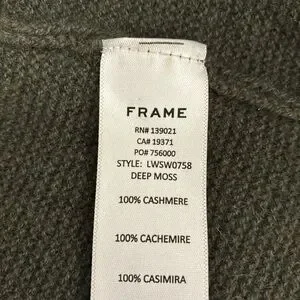 FRAME
RN# 139021
CA# 19371
PO# 756000
STYLE: LWSW0758
DEEP MOSS
100% CASHMERE
100% CACHEMIRE
100% CASIMIRA